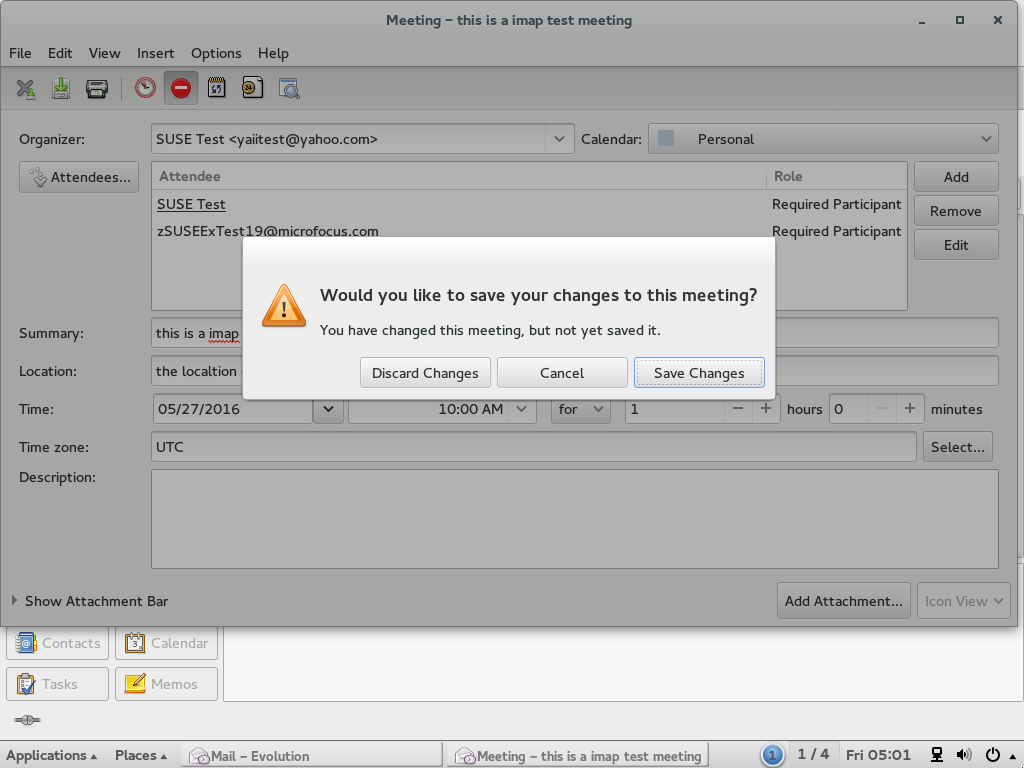 Meeting – this is a imap test meeting
File Edit View Insert Options Help
Organizer: SUSE Test <yaiitest@yahoo.com> Calendar: Personal
Attendees... Attendee Role Add
SUSE Test Required Participant Remove
zSUSEExTest19@microfocus.com Required Participant Edit
Would you like to save your changes to this meeting?
You have changed this meeting, but not yet saved it.
Discard Changes Cancel Save Changes
Summary: this is a imap
Location: the localtion
Time: 05/27/2016 10:00 AM for 1 hours 0 minutes
Time zone: UTC Select...
Description:
Show Attachment Bar Add Attachment... Icon View
Contacts Calendar
Tasks Memos
Applications Places Mail – Evolution Meeting – this is a imap test meeting 1 1 / 4 Fri 05:01